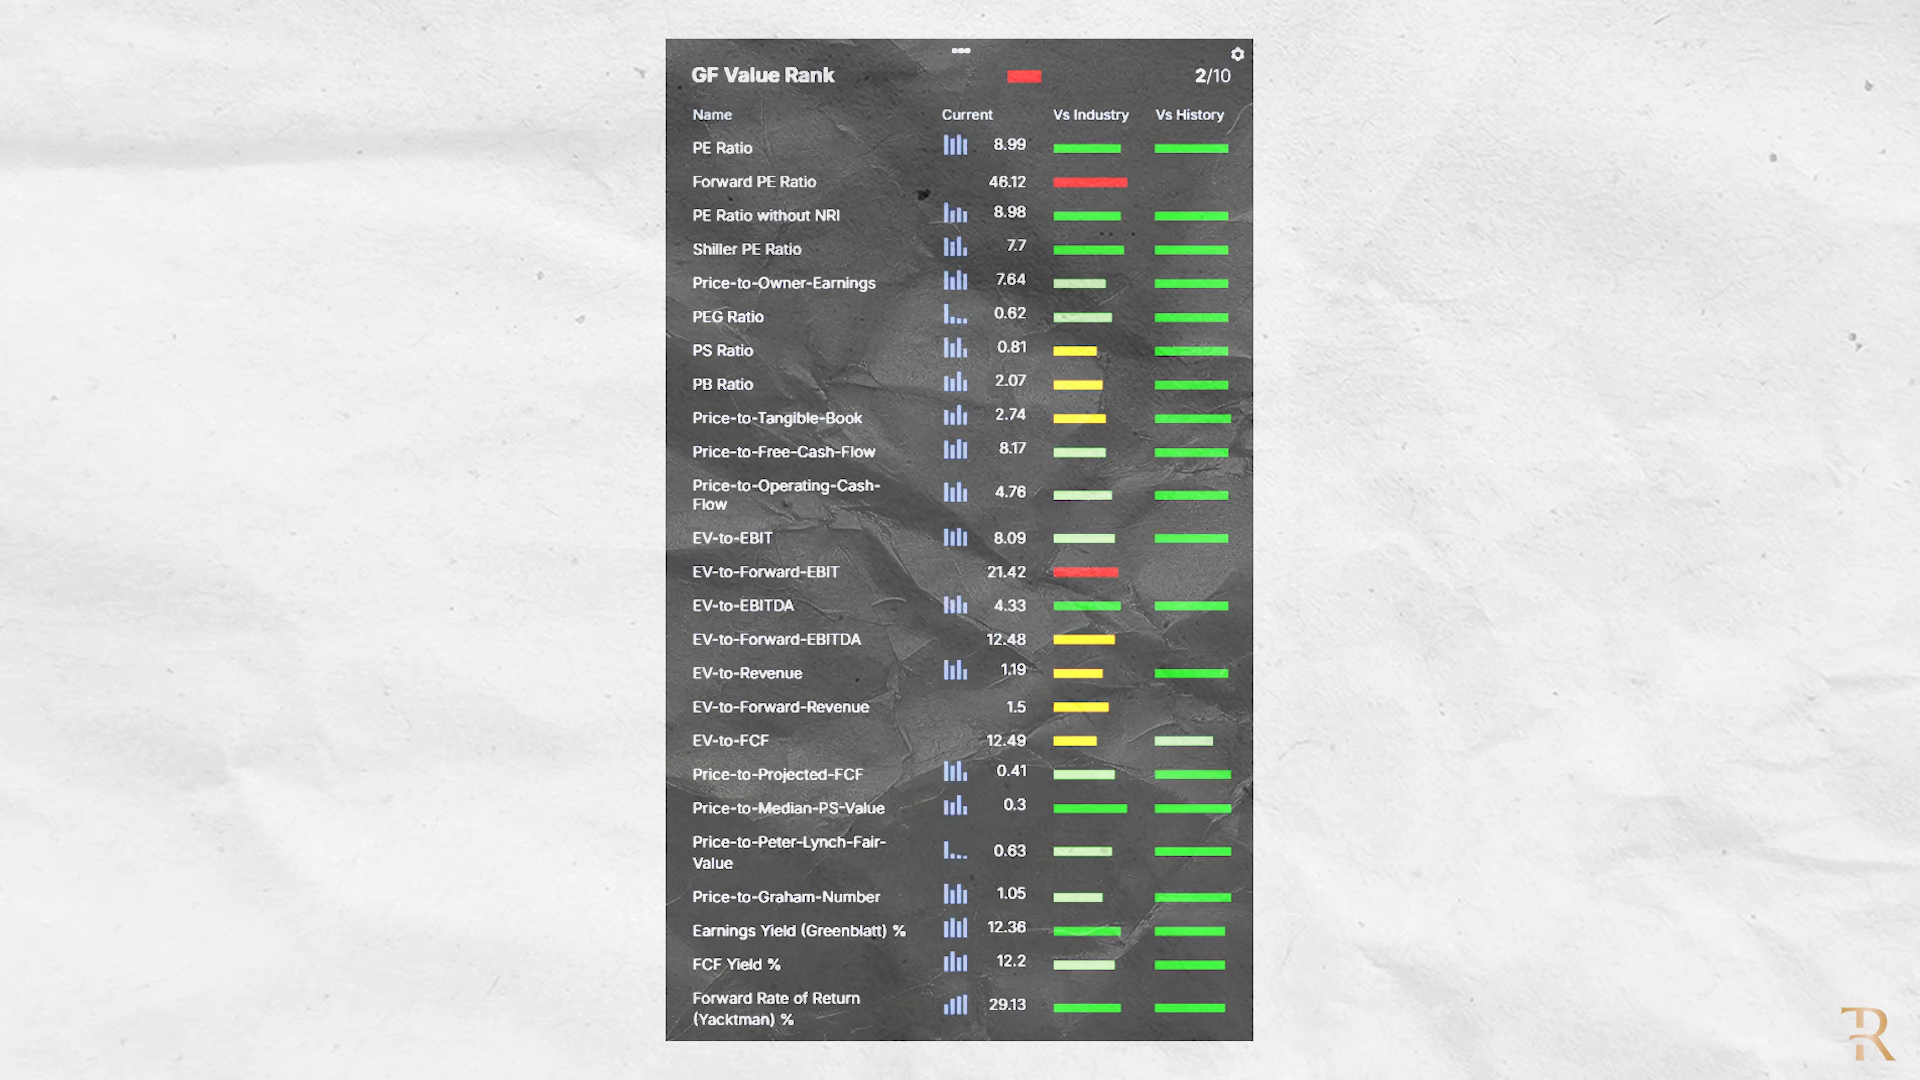 GF Value Rank 2/10
Name Current Vs Industry Vs History
PE Ratio 8.99
Forward PE Ratio 46.12
PE Ratio without NRI 8.98
Shiller PE Ratio 7.7
Price-to-Owner-Earnings 7.64
PEG Ratio 0.62
PS Ratio 0.81
PB Ratio 2.07
Price-to-Tangible-Book 2.74
Price-to-Free-Cash-Flow 8.17
Price-to-Operating-Cash-
Flow 4.76
EV-to-EBIT 8.09
EV-to-Forward-EBIT 21.42
EV-to-EBITDA 4.33
EV-to-Forward-EBITDA 12.48
EV-to-Revenue 1.19
EV-to-Forward-Revenue 1.5
EV-to-FCF 12.49
Price-to-Projected-FCF 0.41
Price-to-Median-PS-Value 0.3
Price-to-Peter-Lynch-Fair-
Value 0.63
Price-to-Graham-Number 1.05
Earnings Yield (Greenblatt) % 12.36
FCF Yield % 12.2
Forward Rate of Return
(Yacktman) % 29.13